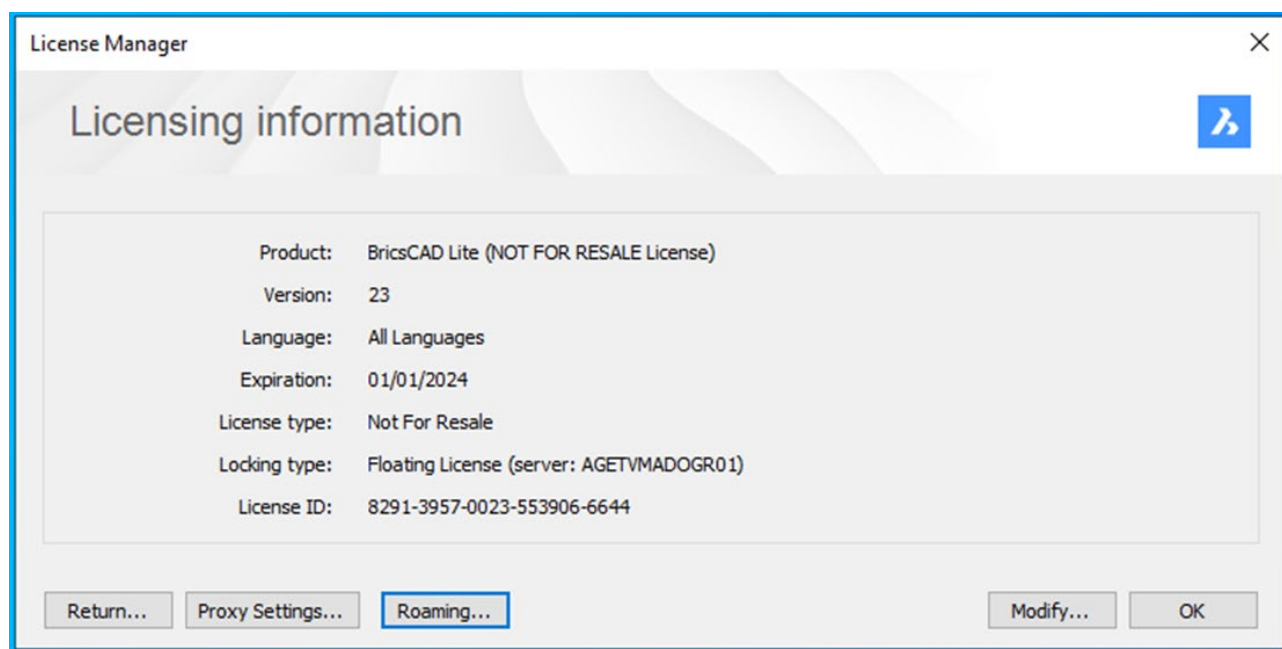 License Manager
Licensing information
Product: BricsCAD Lite (NOT FOR RESALE License)
Version: 23
Language: All Languages
Expiration: 01/01/2024
License type: Not For Resale
Locking type: Floating License (server: AGETVMADOGR01)
License ID: 8291-3957-0023-553906-6644
Return... Proxy Settings... Roaming... Modify... OK